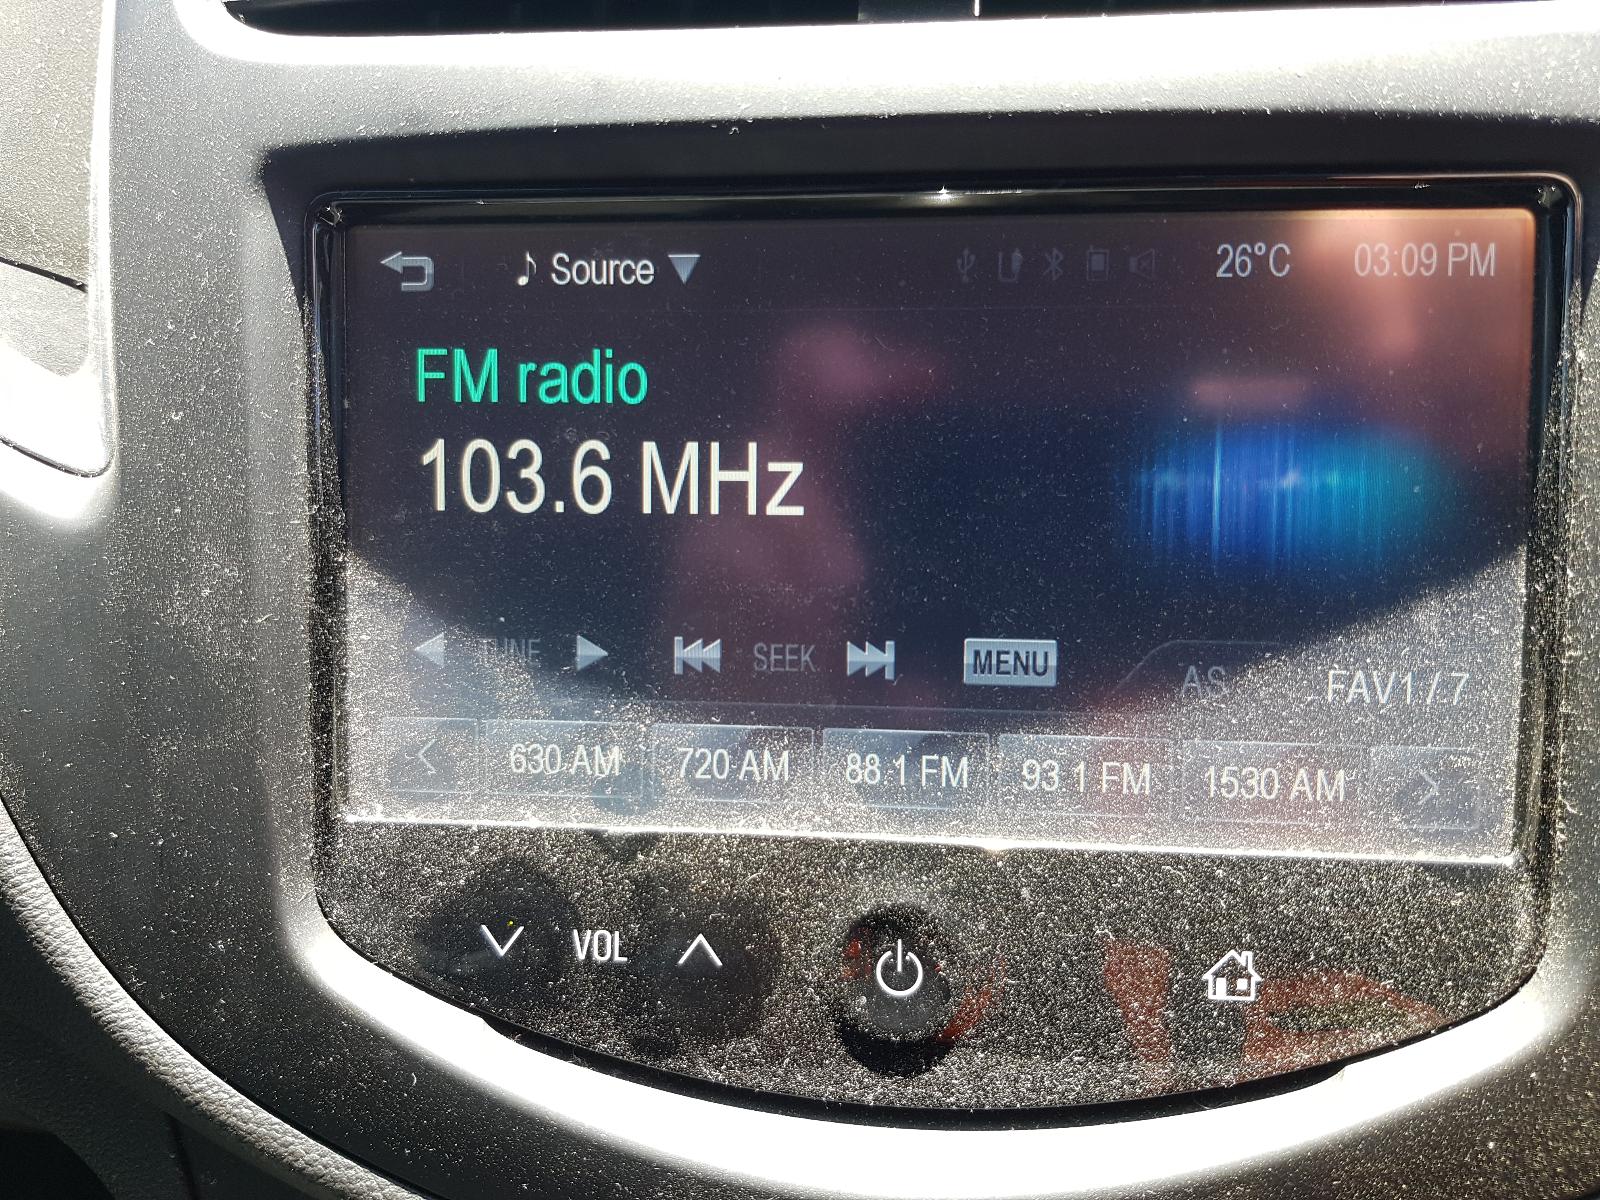 Source 26°C 03:09 PM
FM radio
103.6 MHz
TUNE SEEK MENU AS FAV1/7
630 AM 720 AM 88.1 FM 93.1 FM 1530 AM
VOL